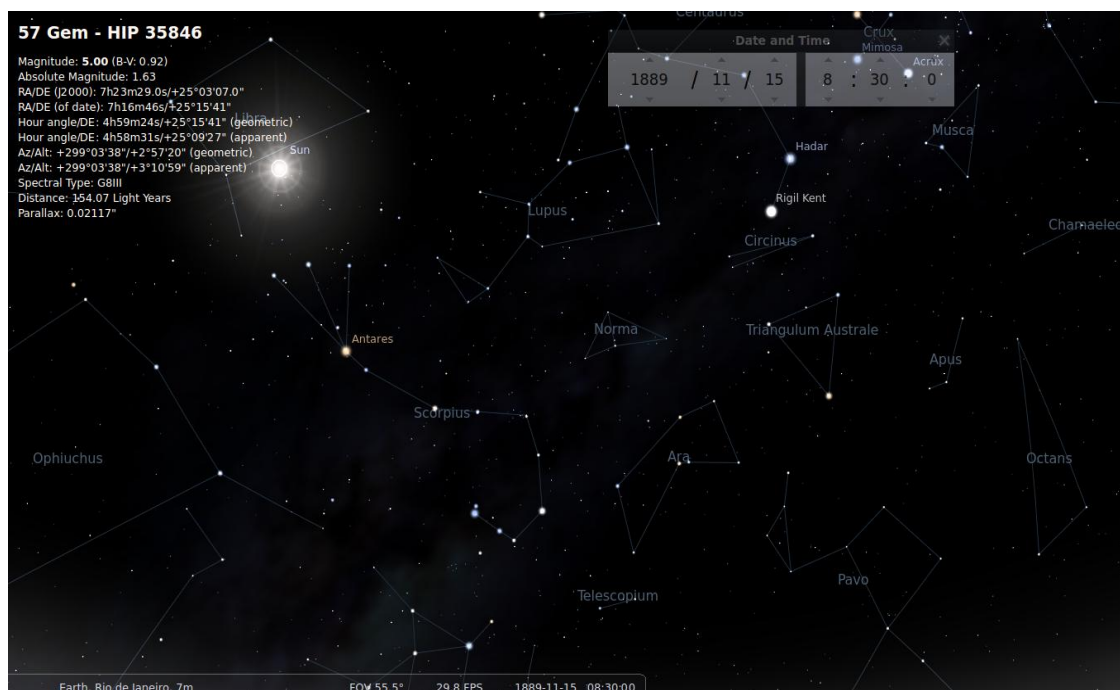 57 Gem - HIP 35846
Magnitude: 5.00 (B-V: 0.92)
Absolute Magnitude: 1.63
RA/DE (J2000): 7h23m29.0s/+25°03'07.0"
RA/DE (of date): 7h16m46s/+25°15'41"
Hour angle/DE: 4h59m24s/+25°15'41" (geometric)
Hour angle/DE: 4h58m31s/+25°09'27" (apparent)
Az/Alt: +299°03'38"/+2°57'20" (geometric)
Az/Alt: +299°03'38"/+3°10'59" (apparent)
Spectral Type: G8III
Distance: 154.07 Light Years
Parallax: 0.02117"
Centaurus
Crux
Date and Time
Mimosa
Acrux
1889 / 11 / 15 8 : 30 : 0
Libra
Sun
Musca
Hadar
Rigil Kent
Lupus
Circinus
Chamaeleo
Norma
Triangulum Australe
Antares
Apus
Scorpius
Ophiuchus
Ara
Octans
Pavo
Telescopium
Earth, Rio de Janeiro, 7m FOV 55.5° 29.8 FPS 1889-11-15 08:30:00